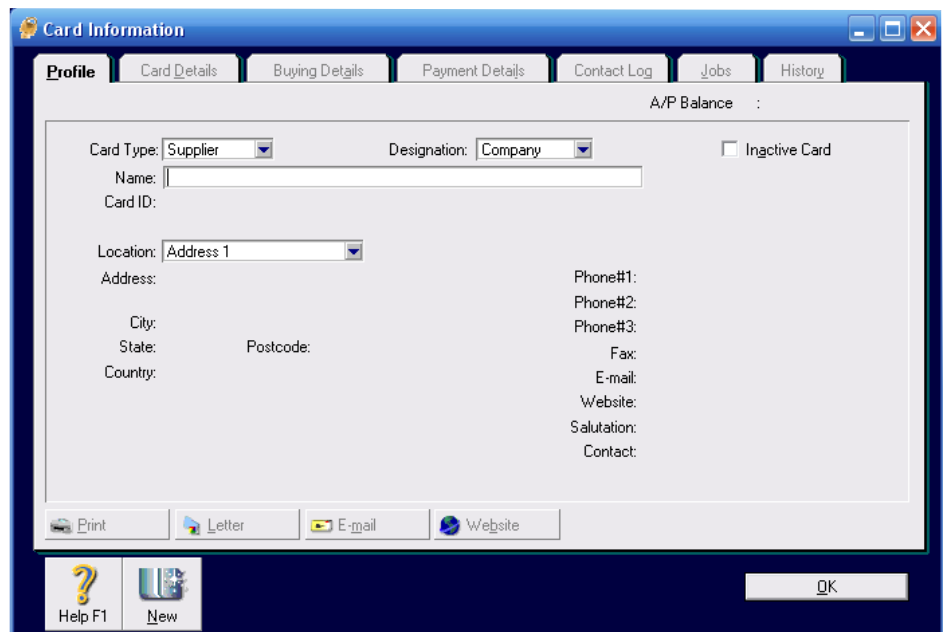 Card Information
Profile Card Details Buying Details Payment Details Contact Log Jobs History
A/P Balance :
Card Type: Supplier Designation: Company Inactive Card
Name:
Card ID:
Location: Address 1
Address: Phone#1:
Phone#2:
City: Phone#3:
State: Postcode: Fax:
Country: E-mail:
Website:
Salutation:
Contact:
Print Letter E-mail Website
Help F1 New OK